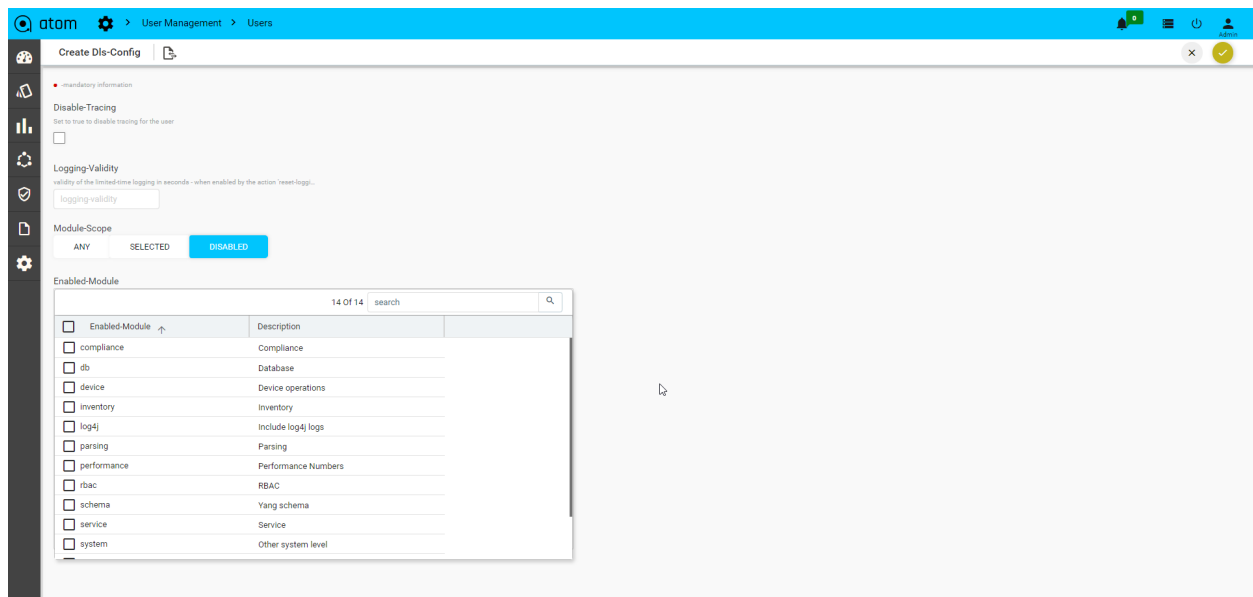 atom > User Management > Users
0
Admin
Create Dls-Config
-mandatory information
Disable-Tracing
Set to true to disable tracing for the user
Logging-Validity
validity of the limited-time logging in seconds - when enabled by the action 'reset-loggi...
logging-validity
Module-Scope
ANY SELECTED DISABLED
Enabled-Module
14 Of 14 search
Enabled-Module Description
compliance Compliance
db Database
device Device operations
inventory Inventory
log4j Include log4j logs
parsing Parsing
performance Performance Numbers
rbac RBAC
schema Yang schema
service Service
system Other system level